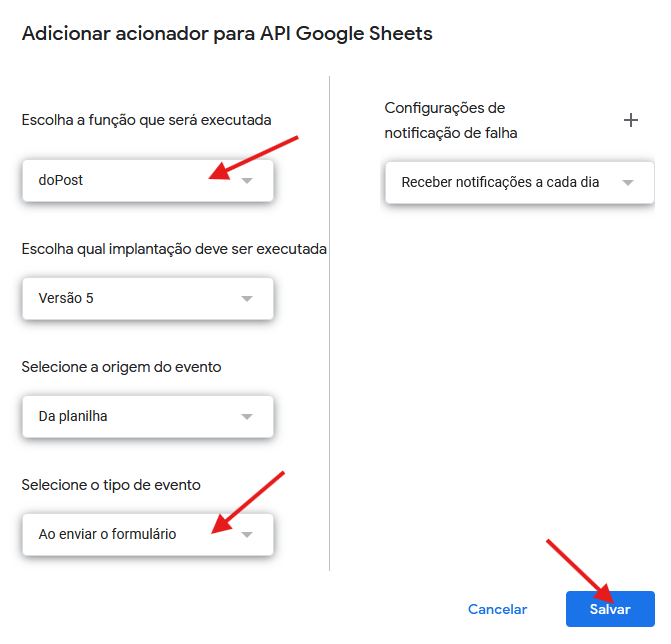 Adicionar acionador para API Google Sheets
Escolha a função que será executada
doPost
Escolha qual implantação deve ser executada
Versão 5
Selecione a origem do evento
Da planilha
Selecione o tipo de evento
Ao enviar o formulário
Configurações de
notificação de falha
+
Receber notificações a cada dia
Cancelar
Salvar